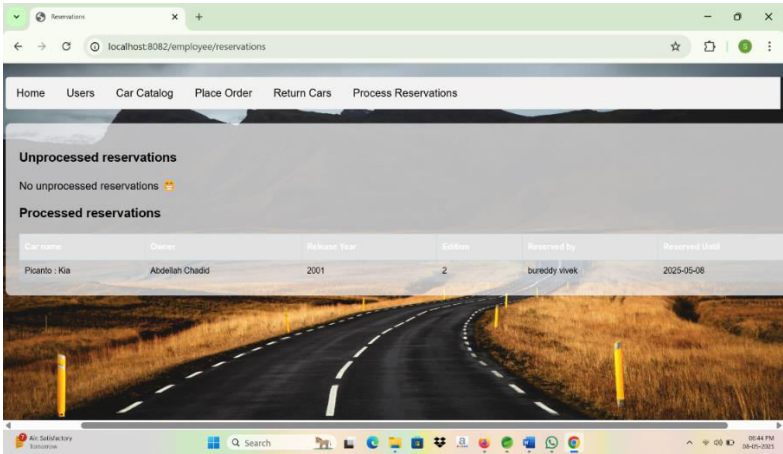 Reservations
localhost:8082/employee/reservations
S
Home Users Car Catalog Place Order Return Cars Process Reservations
Unprocessed reservations
No unprocessed reservations 😁
Processed reservations
Car name Owner Release Year Edition Reserved by Reserved Until
Picanto : Kia Abdellah Chadid 2001 2 bureddy vivek 2025-05-08
Air: Satisfactory
Tomorrow
Search
06:44 PM
08-05-2025